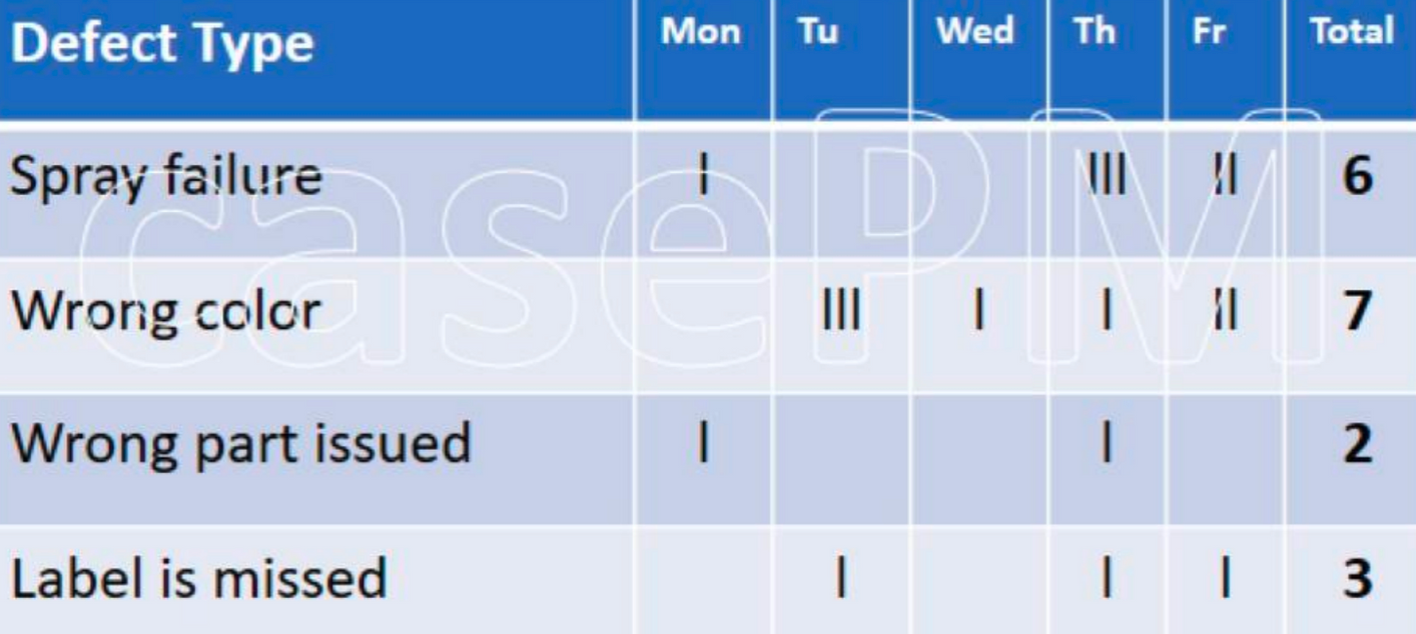 Defect Type Mon Tu Wed Th Fr Total
Spray failure I III II 6
Wrong color III I I II 7
Wrong part issued I I 2
Label is missed I I I 3
casePM